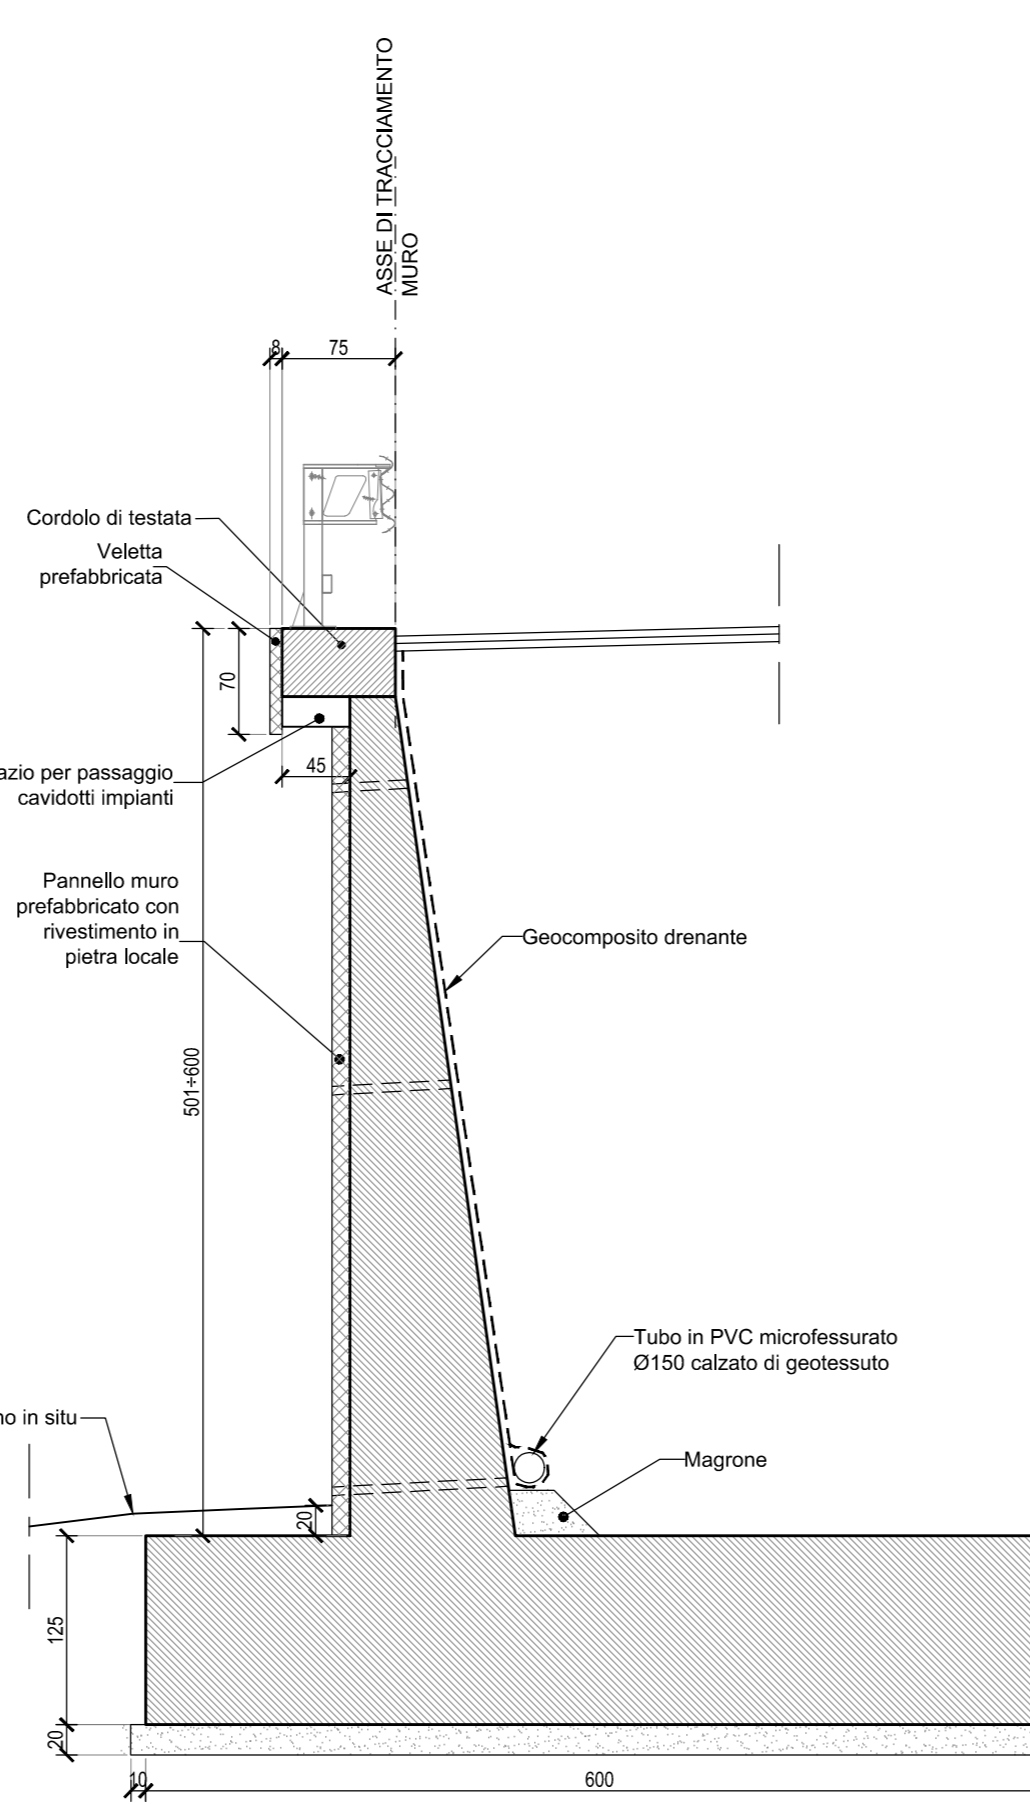 ASSE DI TRACCIAMENTO
MURO
8
75
Cordolo di testata
Veletta
prefabbricata
70
azio per passaggio
cavidotti impianti
45
Pannello muro
prefabbricato con
rivestimento in
pietra locale
Geocomposito drenante
501÷600
Tubo in PVC microfessurato
Ø150 calzato di geotessuto
no in situ
Magrone
20
125
20
10
600